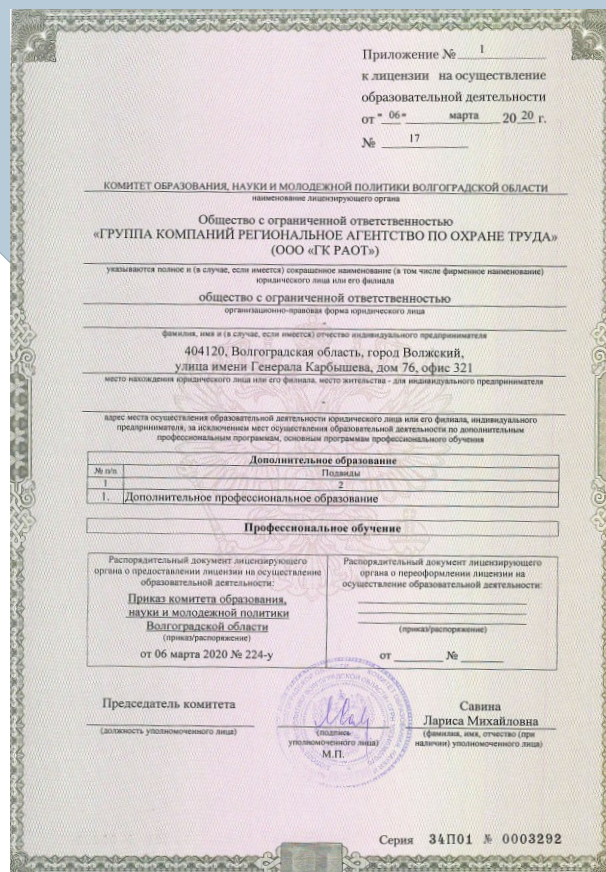 Приложение № 1
к лицензии на осуществление
образовательной деятельности
от " 06 " марта 20 20 г.
№ 17
КОМИТЕТ ОБРАЗОВАНИЯ, НАУКИ И МОЛОДЕЖНОЙ ПОЛИТИКИ ВОЛГОГРАДСКОЙ ОБЛАСТИ
наименование лицензирующего органа
Общество с ограниченной ответственностью
«ГРУППА КОМПАНИЙ РЕГИОНАЛЬНОЕ АГЕНТСТВО ПО ОХРАНЕ ТРУДА»
(ООО «ГК РАОТ»)
указываются полное и (в случае, если имеется) сокращенное наименование (в том числе фирменное наименование)
юридического лица или его филиала
общество с ограниченной ответственностью
организационно-правовая форма юридического лица
-
фамилия, имя и (в случае, если имеется) отчество индивидуального предпринимателя
404120, Волгоградская область, город Волжский,
улица имени Генерала Карбышева, дом 76, офис 321
место нахождения юридического лица или его филиала, место жительства - для индивидуального предпринимателя
-
адрес места осуществления образовательной деятельности юридического лица или его филиала, индивидуального
предпринимателя, за исключением мест осуществления образовательной деятельности по дополнительным
профессиональным программам, основным программам профессионального обучения
Дополнительное образование
№ п/п Подвиды
1 2
1. Дополнительное профессиональное образование
Профессиональное обучение
Распорядительный документ лицензирующего
органа о предоставлении лицензии на осуществление
образовательной деятельности:
Приказ комитета образования,
науки и молодежной политики
Волгоградской области
(приказ/распоряжение)
от 06 марта 2020 № 224-у
Распорядительный документ лицензирующего
органа о переоформлении лицензии на
осуществление образовательной деятельности:
(приказ/распоряжение)
от № 
Председатель комитета
(должность уполномоченного лица)
(подпись
уполномоченного лица)
М.П.
Савина
Лариса Михайловна
(фамилия, имя, отчество (при
наличии) уполномоченного лица)
Серия 34П01 № 0003292